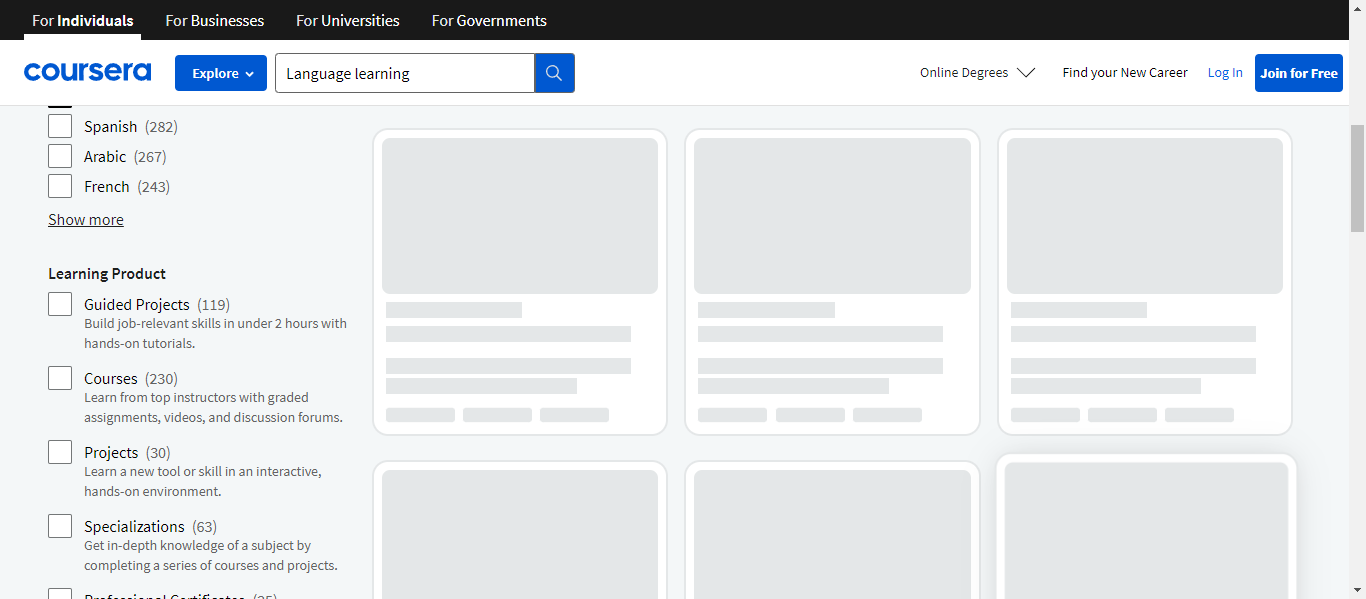 For Individuals For Businesses For Universities For Governments
coursera Explore Language learning Online Degrees Find your New Career Log In Join for Free
Spanish (282)
Arabic (267)
French (243)
Show more
Learning Product
Guided Projects (119)
Build job-relevant skills in under 2 hours with
hands-on tutorials.
Courses (230)
Learn from top instructors with graded
assignments, videos, and discussion forums.
Projects (30)
Learn a new tool or skill in an interactive,
hands-on environment.
Specializations (63)
Get in-depth knowledge of a subject by
completing a series of courses and projects.
Professional Certificates